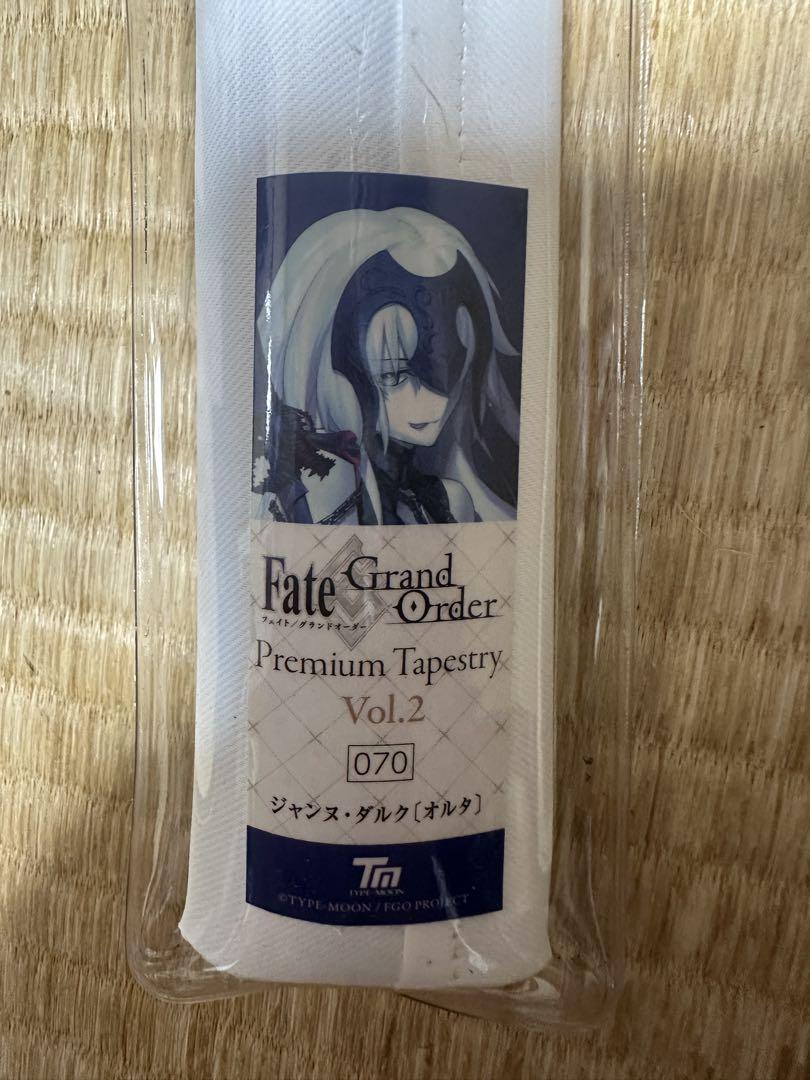 Fate Grand Order
フェイト/グランドオーダー
Premium Tapestry
Vol.2
070
ジャンヌ・ダルク〔オルタ〕
TM
TYPE-MOON
©TYPE-MOON / FGO PROJECT